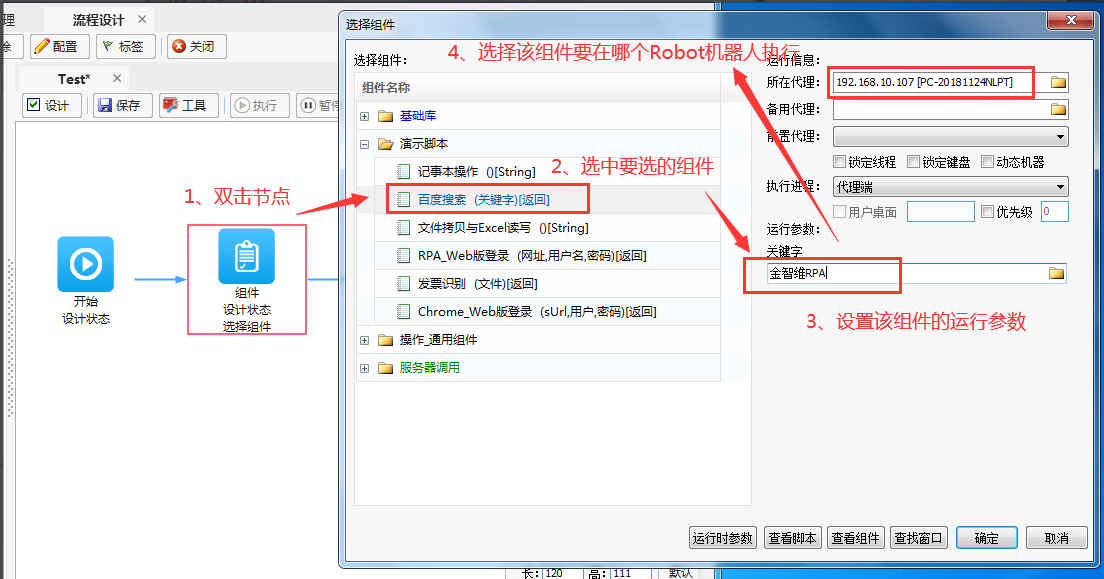 理
流程设计
配置
标签
关闭
Test*
设计
保存
工具
执行
开始
设计状态
组件
设计状态
选择组件
1、双击节点
选择组件
选择组件:
组件名称
基础库
演示脚本
记事本操作 ()[String]
百度搜索 (关键字)[返回]
文件拷贝与Excel读写 ()[String]
RPA_Web版登录 (网址,用户名,密码)[返回]
发票识别 (文件)[返回]
Chrome_Web版登录 (sUrl,用户,密码)[返回]
操作_通用组件
服务器调用
2、选中要选的组件
4、选择该组件要在哪个Robot机器人执行
运行信息:
所在代理:
192.168.10.107 [PC-20181124NLPT]
备用代理:
前置代理:
锁定线程
锁定键盘
动态机器
执行进程:
代理端
用户桌面
优先级
0
运行参数:
关键字
金智维RPA
3、设置该组件的运行参数
运行时参数
查看脚本
查看组件
查找窗口
确定
取消
长:
120
高:
111
默认